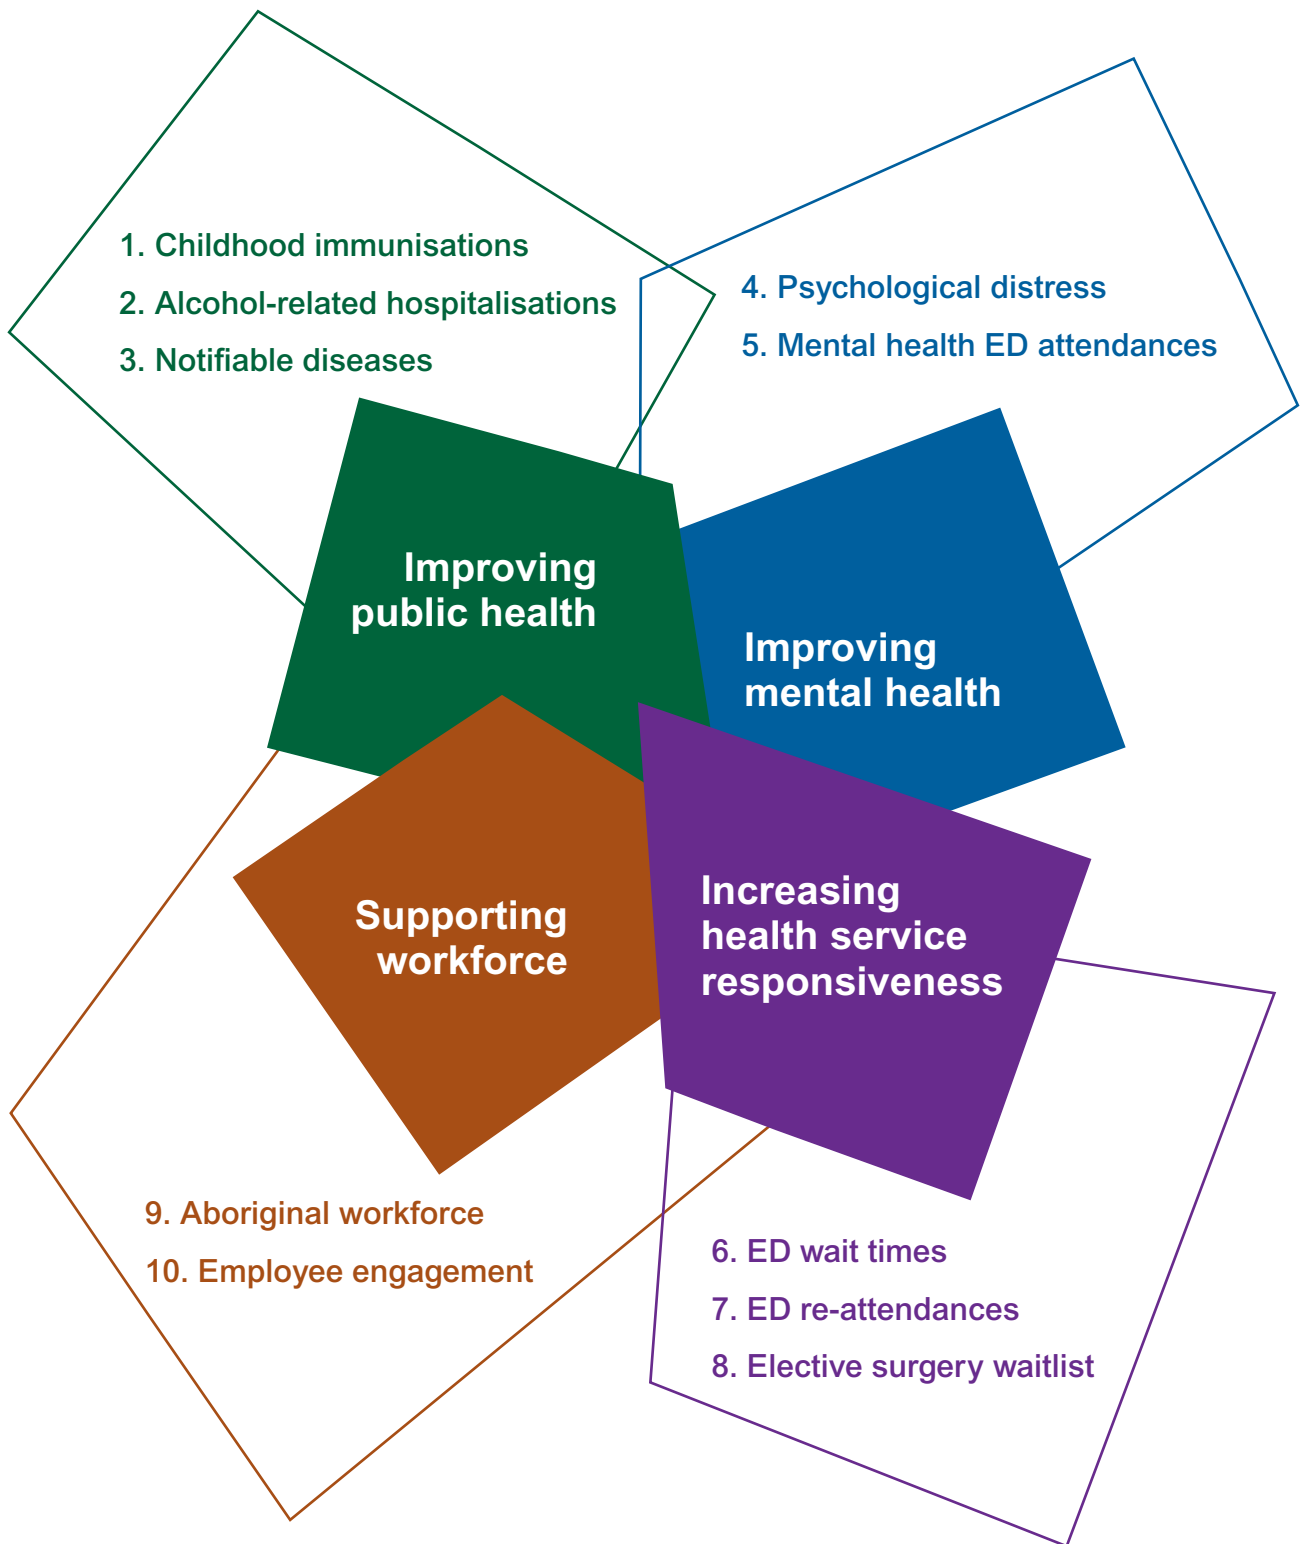 1. Childhood immunisations
2. Alcohol-related hospitalisations
3. Notifiable diseases
4. Psychological distress
5. Mental health ED attendances
Improving
public health
Improving
mental health
Supporting
workforce
Increasing
health service
responsiveness
9. Aboriginal workforce
10. Employee engagement
6. ED wait times
7. ED re-attendances
8. Elective surgery waitlist